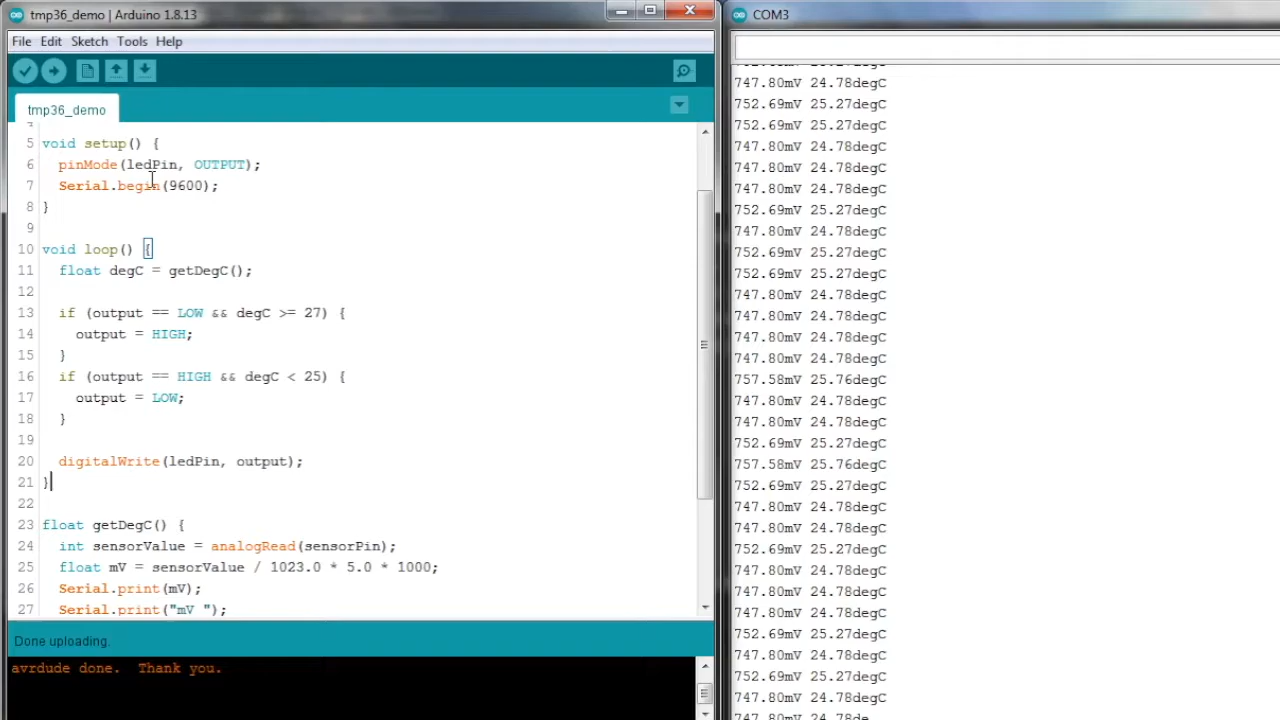 tmp36_demo | Arduino 1.8.13
File Edit Sketch Tools Help
tmp36_demo
4
5 void setup() {
6 pinMode(ledPin, OUTPUT);
7 Serial.begin(9600);
8 }
9
10 void loop() {
11 float degC = getDegC();
12
13 if (output == LOW && degC >= 27) {
14 output = HIGH;
15 }
16 if (output == HIGH && degC < 25) {
17 output = LOW;
18 }
19
20 digitalWrite(ledPin, output);
21 }
22
23 float getDegC() {
24 int sensorValue = analogRead(sensorPin);
25 float mV = sensorValue / 1023.0 * 5.0 * 1000;
26 Serial.print(mV);
27 Serial.print("mV ");
Done uploading.
avrdude done. Thank you.
COM3
747.80mV 24.78degC
752.69mV 25.27degC
752.69mV 25.27degC
747.80mV 24.78degC
747.80mV 24.78degC
747.80mV 24.78degC
752.69mV 25.27degC
747.80mV 24.78degC
752.69mV 25.27degC
752.69mV 25.27degC
747.80mV 24.78degC
747.80mV 24.78degC
747.80mV 24.78degC
747.80mV 24.78degC
757.58mV 25.76degC
747.80mV 24.78degC
747.80mV 24.78degC
752.69mV 25.27degC
757.58mV 25.76degC
752.69mV 25.27degC
747.80mV 24.78degC
747.80mV 24.78degC
752.69mV 25.27degC
747.80mV 24.78degC
747.80mV 24.78degC
747.80mV 24.78degC
752.69mV 25.27degC
747.80mV 24.78degC
752.69mV 25.27degC
747.80mV 24.78degC
747.80mV 24.78de